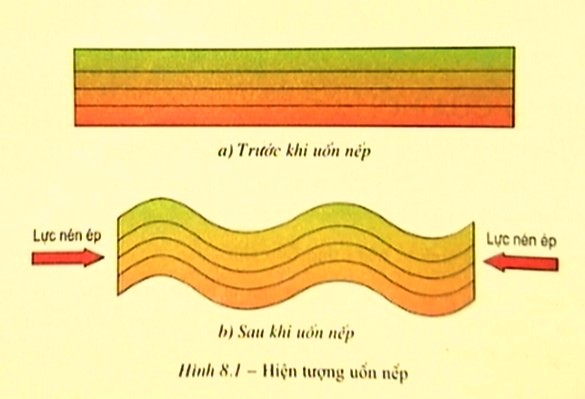 a) Trước khi uốn nếp
Lực nén ép
Lực nén ép
b) Sau khi uốn nếp
Hình 8.1 – Hiện tượng uốn nếp